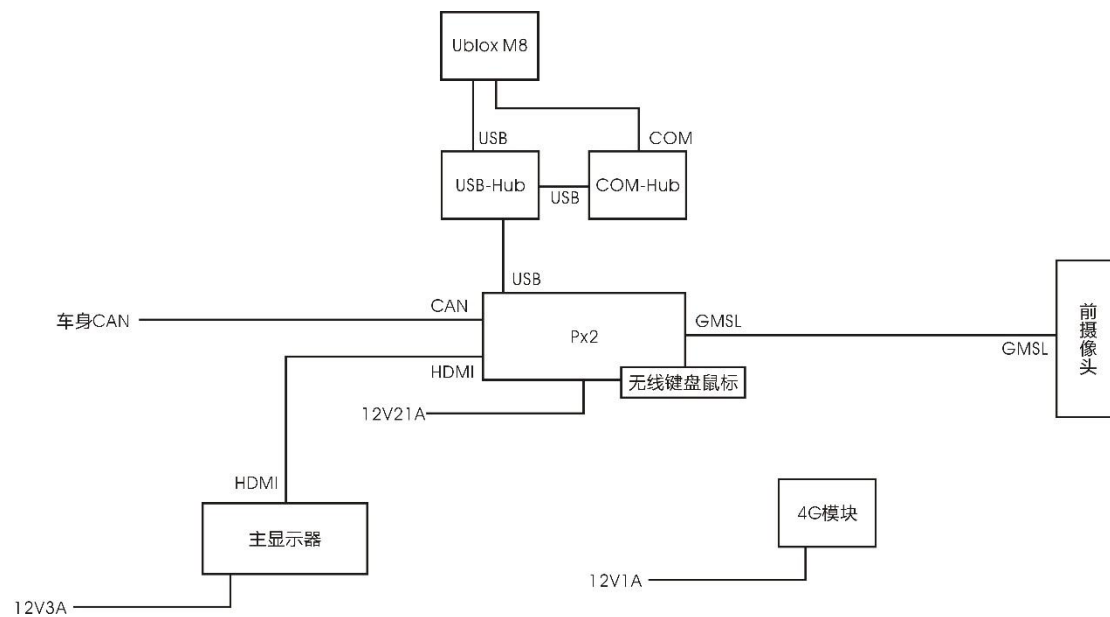 Ublox M8
USB
COM
USB-Hub
USB
COM-Hub
USB
车身CAN
CAN
Px2
GMSL
GMSL
前摄像头
HDMI
无线键盘鼠标
12V21A
HDMI
主显示器
4G模块
12V3A
12V1A